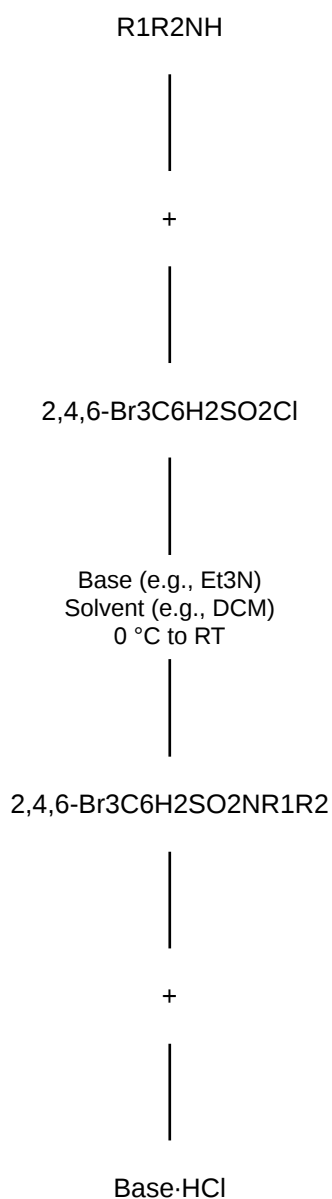 R1R2NH
+
2,4,6-Br3C6H2SO2Cl
Base (e.g., Et3N)
Solvent (e.g., DCM)
0 °C to RT
2,4,6-Br3C6H2SO2NR1R2
+
Base·HCl